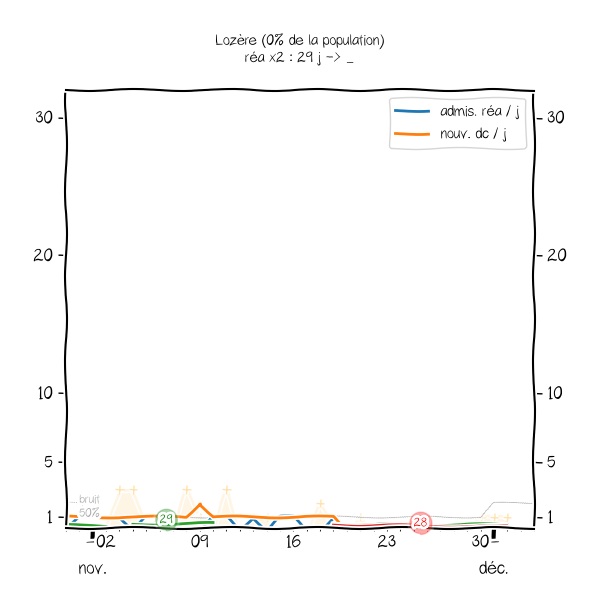 Lozère (0% de la population)
réa x2 : 29 j -> _
admis. réa / j
nouv. dc / j
30 30
20 20
10 10
5 5
... bruit
50%
1 29 28 1
02 09 16 23 30
nov. déc.